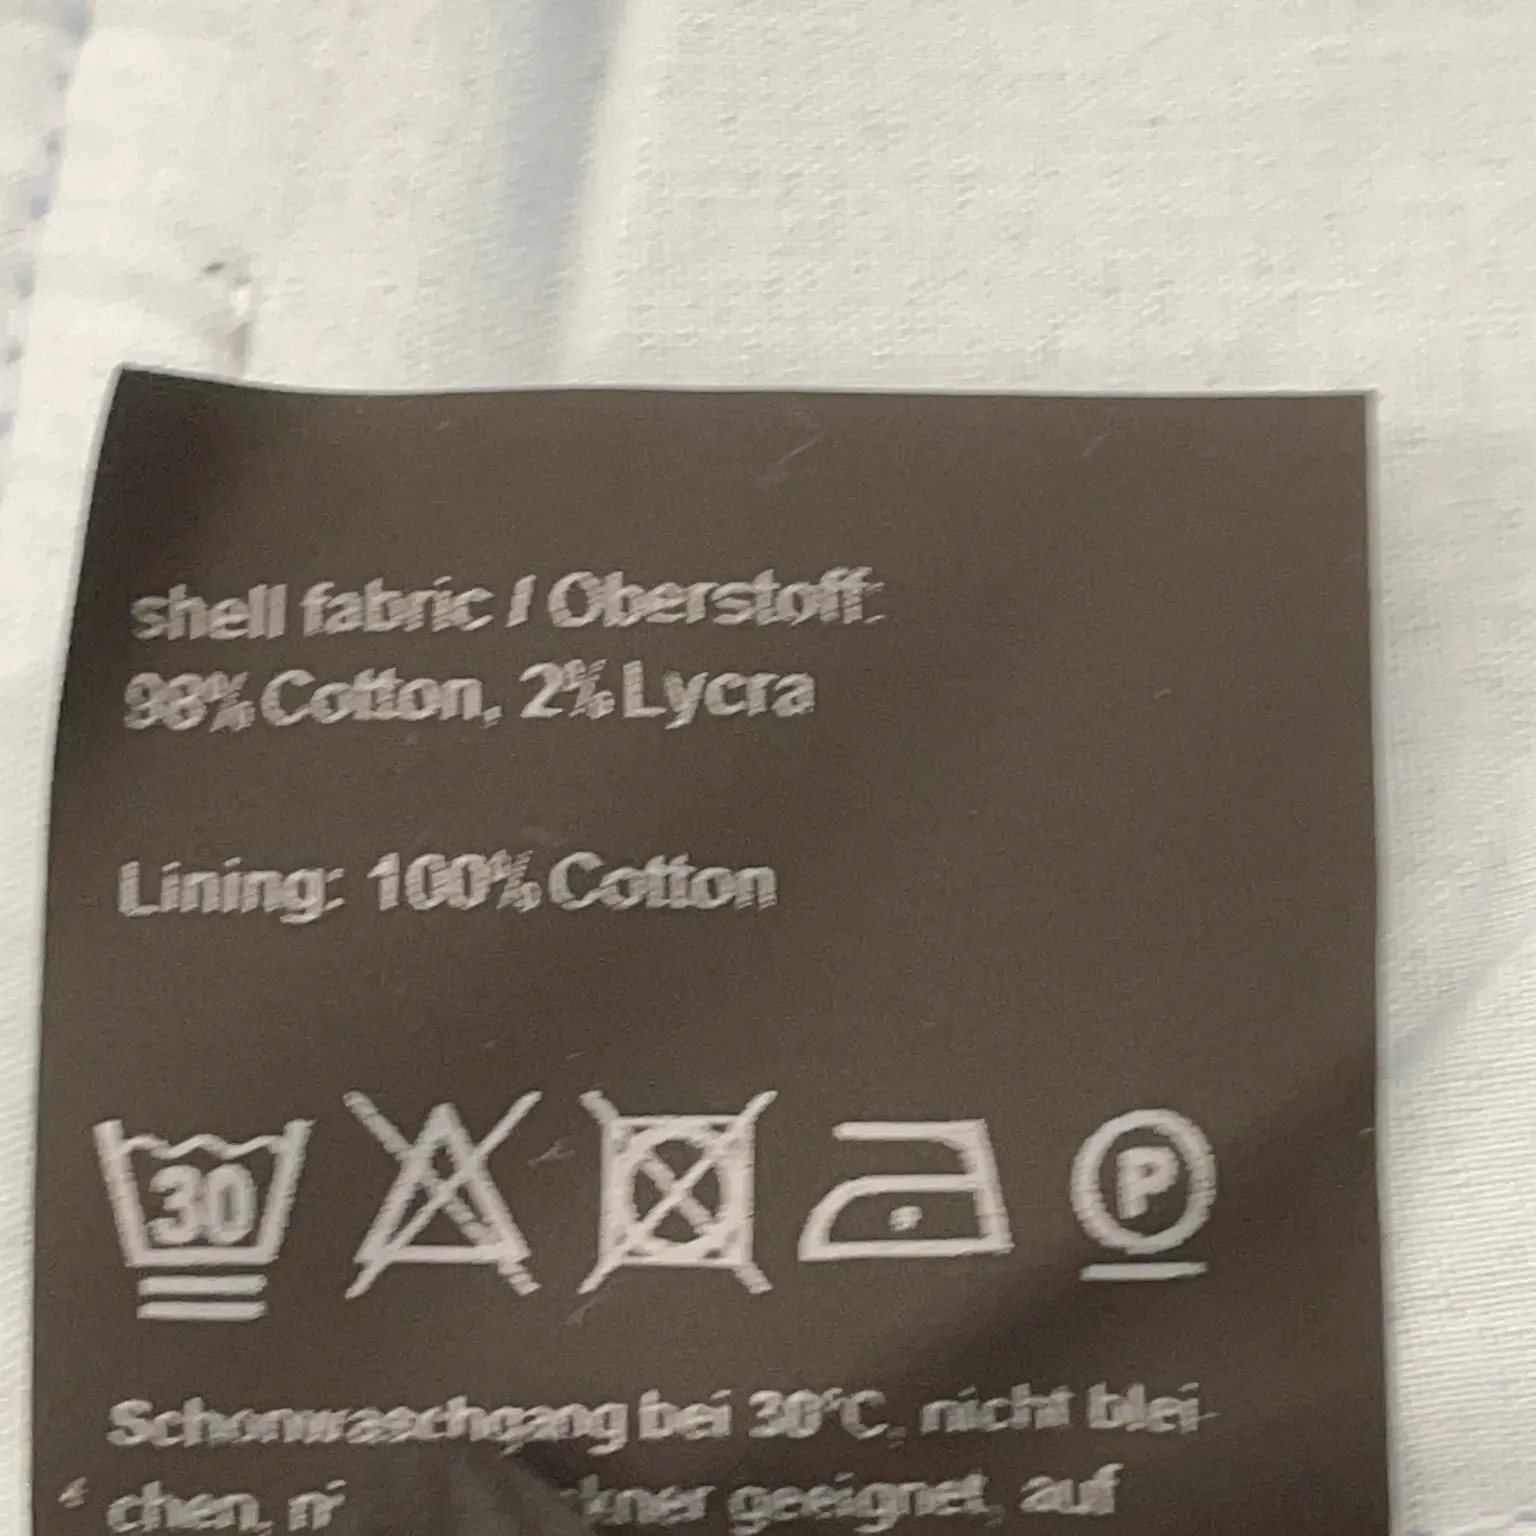 shell fabric / Oberstoff:
98% Cotton, 2% Lycra
Lining: 100% Cotton
30
P
Schonwaschgang bei 30°C, nicht blei-
chen, geeignet, auf